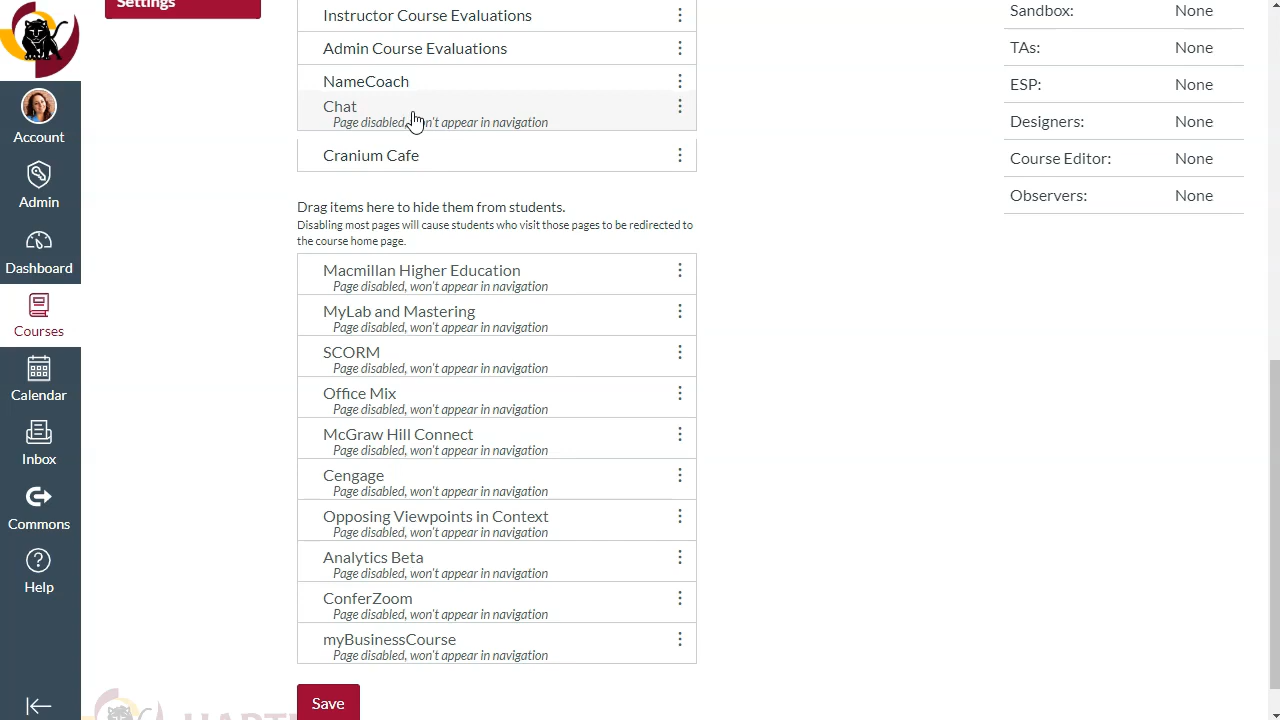 Settings
Instructor Course Evaluations
Admin Course Evaluations
NameCoach
Chat
Page disabled, won't appear in navigation
Cranium Cafe
Drag items here to hide them from students.
Disabling most pages will cause students who visit those pages to be redirected to
the course home page.
Macmillan Higher Education
Page disabled, won't appear in navigation
MyLab and Mastering
Page disabled, won't appear in navigation
SCORM
Page disabled, won't appear in navigation
Office Mix
Page disabled, won't appear in navigation
McGraw Hill Connect
Page disabled, won't appear in navigation
Cengage
Page disabled, won't appear in navigation
Opposing Viewpoints in Context
Page disabled, won't appear in navigation
Analytics Beta
Page disabled, won't appear in navigation
ConferZoom
Page disabled, won't appear in navigation
myBusinessCourse
Page disabled, won't appear in navigation
Save
Sandbox: None
TAs: None
ESP: None
Designers: None
Course Editor: None
Observers: None
Account
Admin
Dashboard
Courses
Calendar
Inbox
Commons
Help